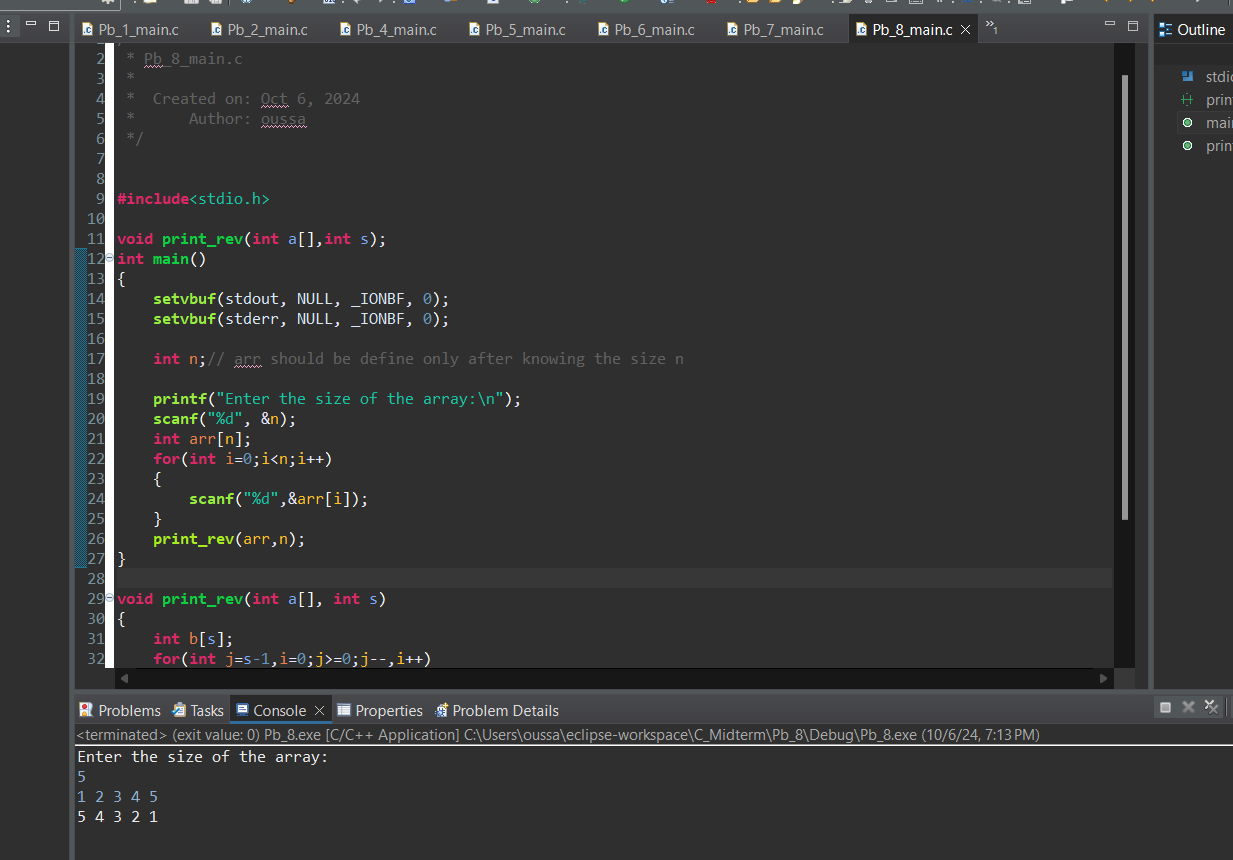 Pb_1_main.c Pb_2_main.c Pb_4_main.c Pb_5_main.c Pb_6_main.c Pb_7_main.c Pb_8_main.c »1 Outline
2 * Pb_8_main.c
3 *
4 * Created on: Oct 6, 2024
5 * Author: oussa
6 */
7
8
9 #include<stdio.h>
10
11 void print_rev(int a[],int s);
12 int main()
13 {
14 setvbuf(stdout, NULL, _IONBF, 0);
15 setvbuf(stderr, NULL, _IONBF, 0);
16
17 int n;// arr should be define only after knowing the size n
18
19 printf("Enter the size of the array:\n");
20 scanf("%d", &n);
21 int arr[n];
22 for(int i=0;i<n;i++)
23 {
24 scanf("%d",&arr[i]);
25 }
26 print_rev(arr,n);
27 }
28
29 void print_rev(int a[], int s)
30 {
31 int b[s];
32 for(int j=s-1,i=0;j>=0;j--,i++)
stdi
prin
main
prin
Problems Tasks Console Properties Problem Details
<terminated> (exit value: 0) Pb_8.exe [C/C++ Application] C:\Users\oussa\eclipse-workspace\C_Midterm\Pb_8\Debug\Pb_8.exe (10/6/24, 7:13 PM)
Enter the size of the array:
5
1 2 3 4 5
5 4 3 2 1